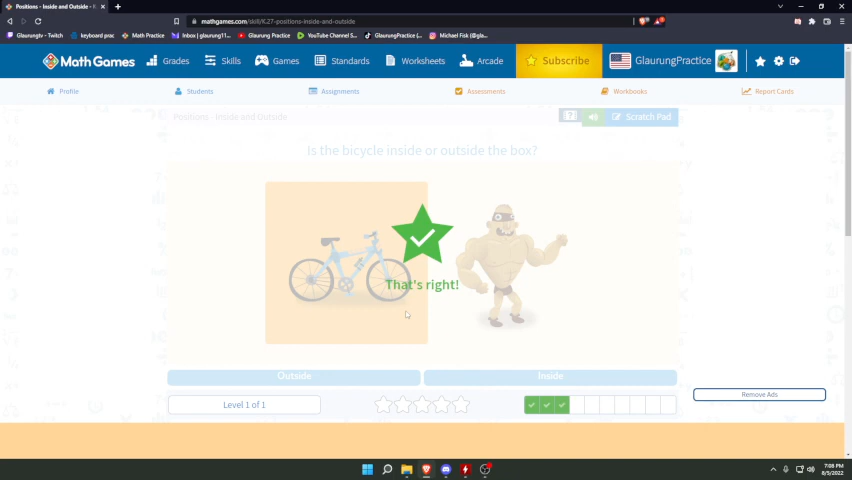 Positions - Inside and Outside - F
mathgames.com/skill/K.27-positions-inside-and-outside
Glaurungtv - Twitch
keyboard prac
Math Practice
Inbox - glaurung11...
Glaurung Practice
YouTube Channel S...
GlaurungPractice (...
Michael Fisk (@gla...
Math Games
Grades
Skills
Games
Standards
Worksheets
Arcade
Subscribe
GlaurungPractice
Profile
Students
Assignments
Assessments
Workbooks
Report Cards
Positions - Inside and Outside
Scratch Pad
Is the bicycle inside or outside the box?
That's right!
Outside
Inside
Level 1 of 1
Remove Ads
7:08 PM
8/5/2022